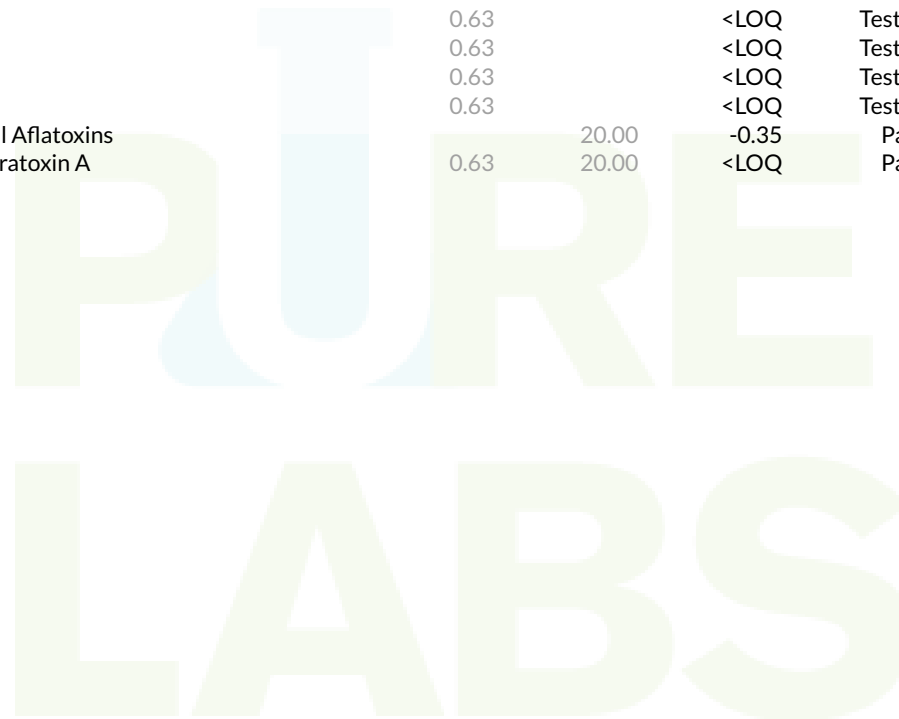 0.63 <LOQ Test
0.63 <LOQ Test
0.63 <LOQ Test
0.63 <LOQ Test
l Aflatoxins 20.00 -0.35 Pa
ratoxin A 0.63 20.00 <LOQ Pa
PURE
LABS